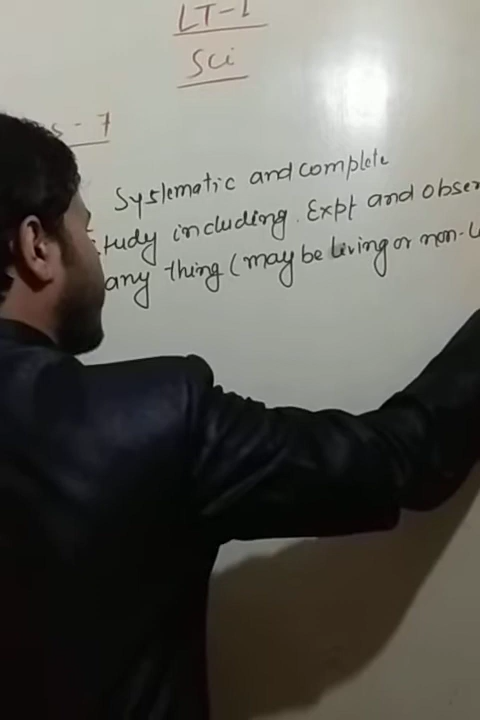 LT-1
Sci
s - 7
Systematic and complete
study including. Expt and obser
any thing (may be living or non-li